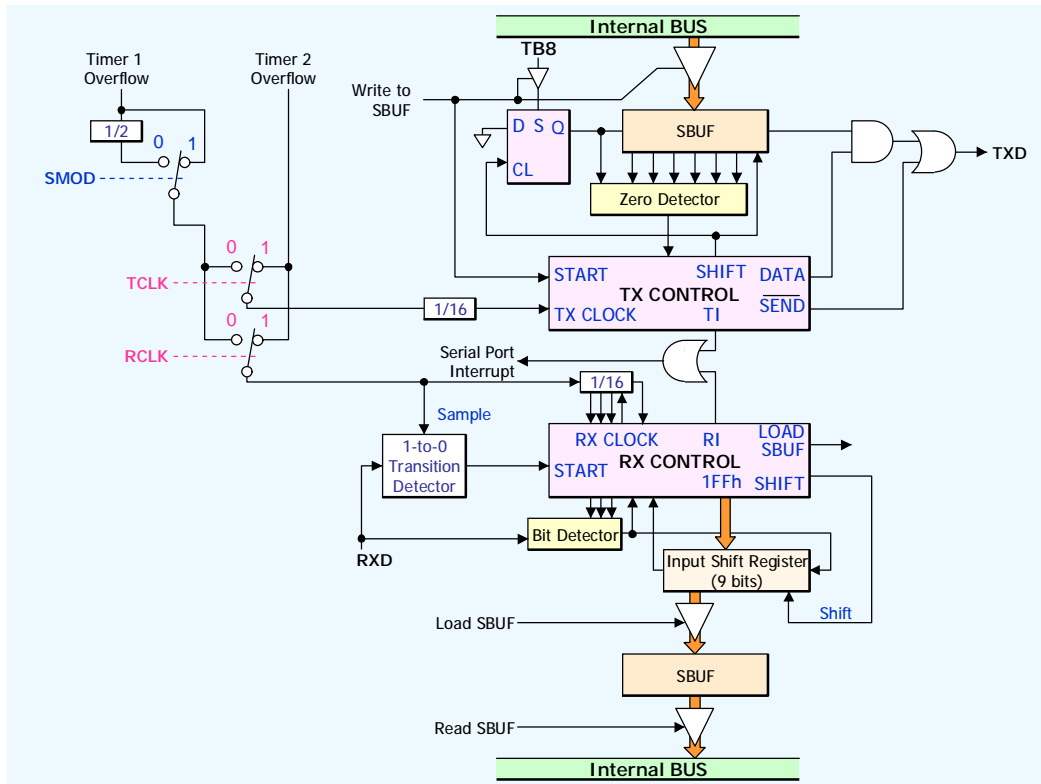 Internal BUS
TB8
Timer 1
Overflow
Timer 2
Overflow
Write to
SBUF
1/2
0 1
SMOD
D S Q
CL
SBUF
TXD
Zero Detector
0 1
TCLK
START SHIFT DATA
TX CONTROL
SEND
TX CLOCK TI
1/16
0 1
RCLK
Serial Port
Interrupt
1/16
Sample
1-to-0
Transition
Detector
RX CLOCK RI LOAD
SBUF
START RX CONTROL
1FFh SHIFT
Bit Detector
RXD
Input Shift Register
(9 bits)
Shift
Load SBUF
SBUF
Read SBUF
Internal BUS